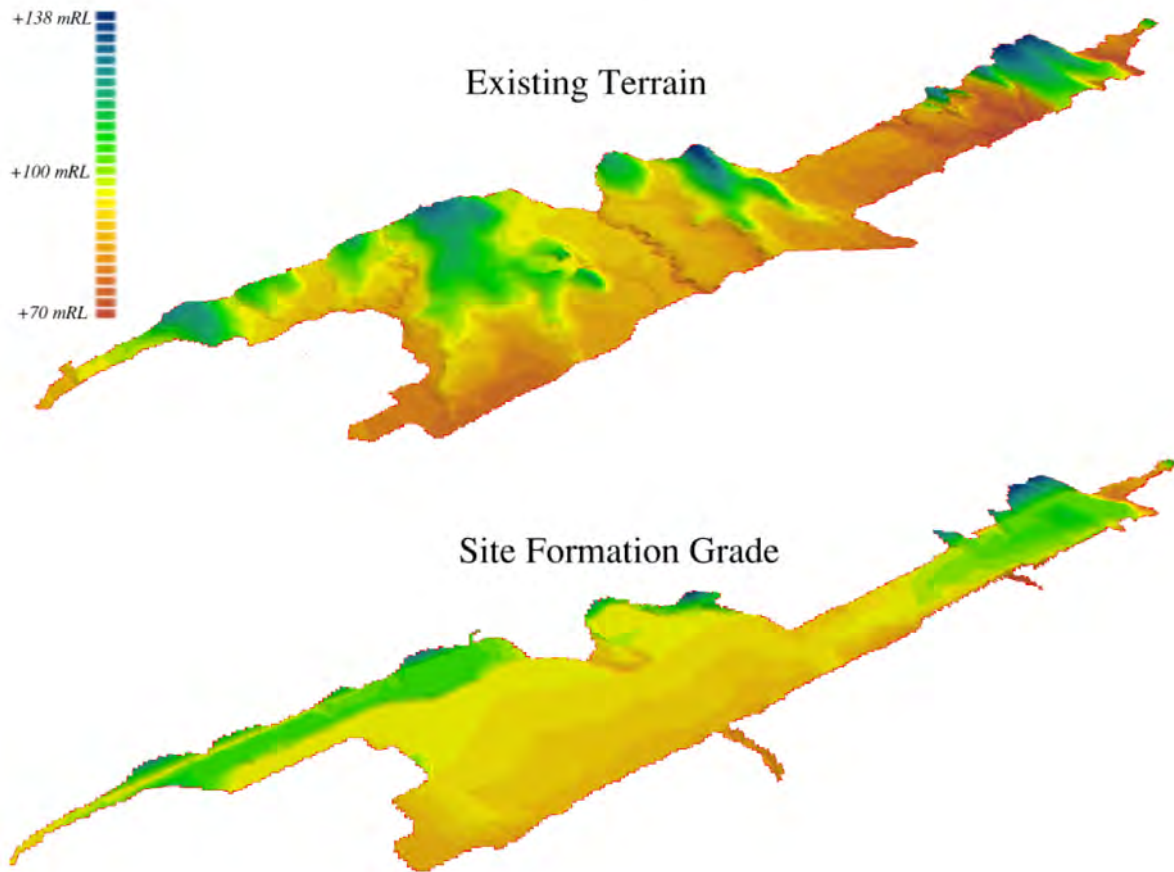 +138 mRL
Existing Terrain
+100 mRL
+70 mRL
Site Formation Grade